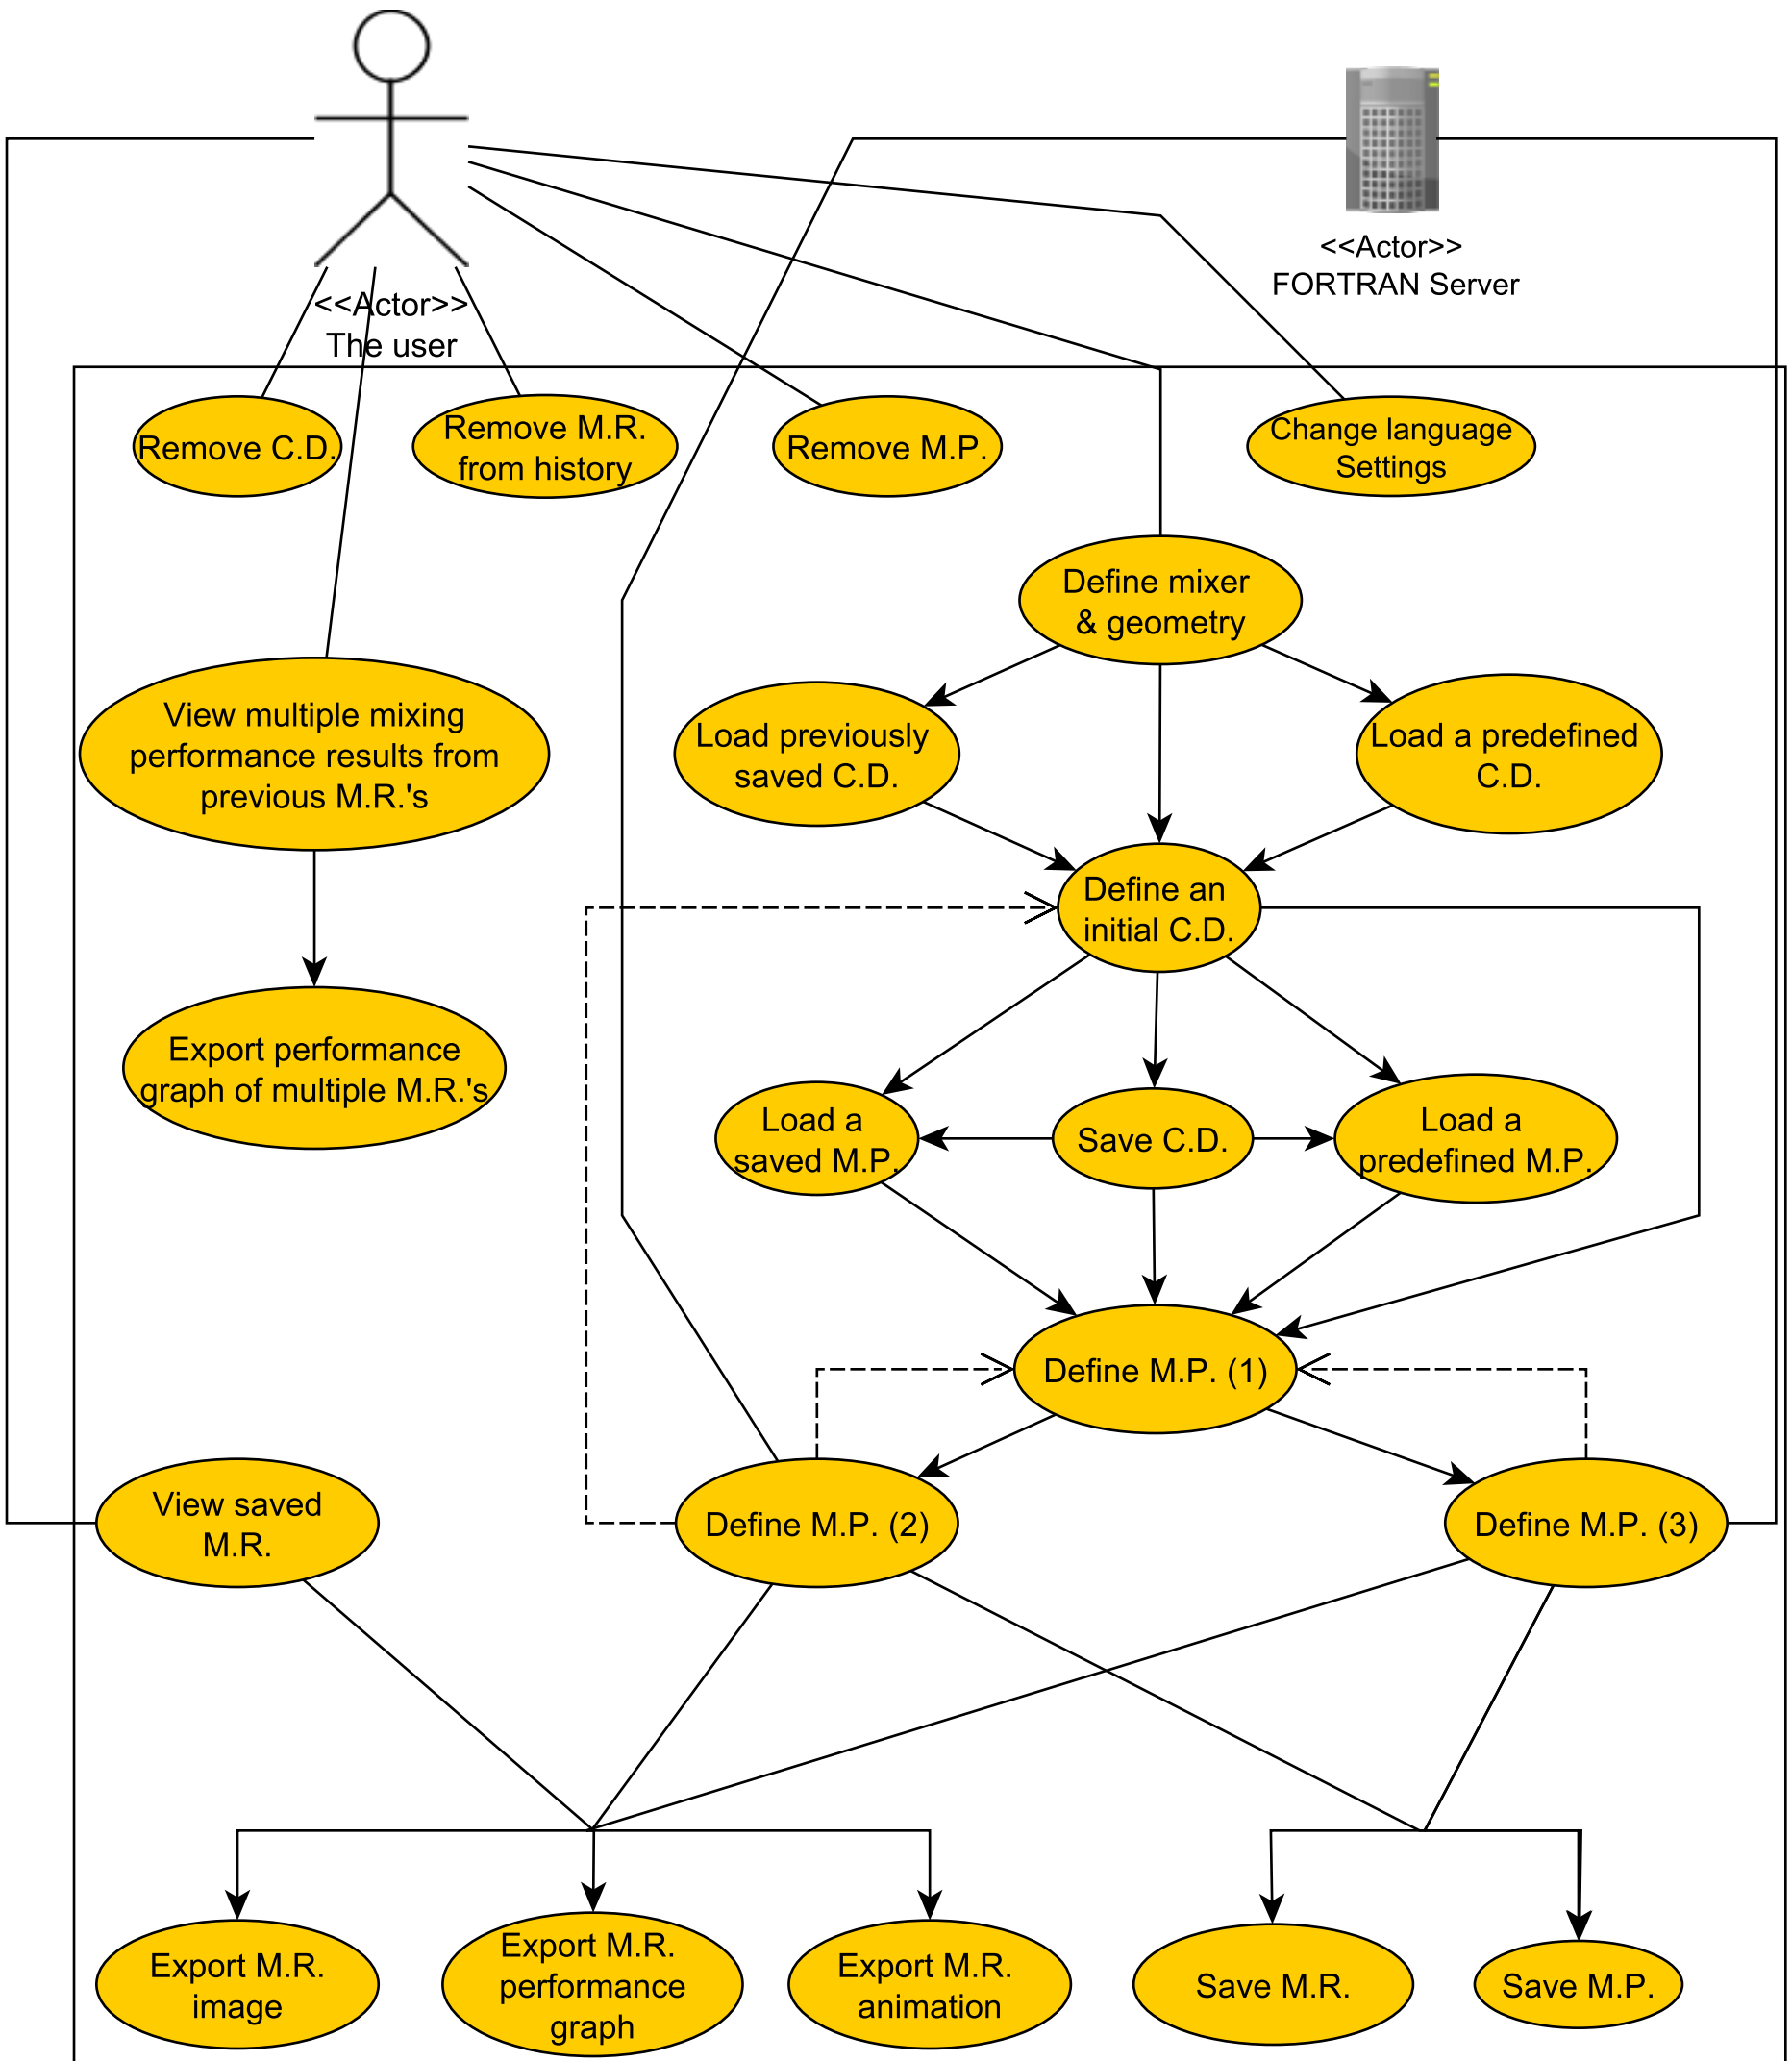 <<Actor>>
FORTRAN Server
<<Actor>>
The user
Remove C.D.
Remove M.R.
from history
Remove M.P.
Change language
Settings
Define mixer
& geometry
View multiple mixing
performance results from
previous M.R.'s
Load previously
saved C.D.
Load a predefined
C.D.
Define an
initial C.D.
Export performance
graph of multiple M.R.'s
Load a
saved M.P.
Save C.D.
Load a
predefined M.P.
Define M.P. (1)
View saved
M.R.
Define M.P. (2)
Define M.P. (3)
Export M.R.
image
Export M.R.
performance
graph
Export M.R.
animation
Save M.R.
Save M.P.